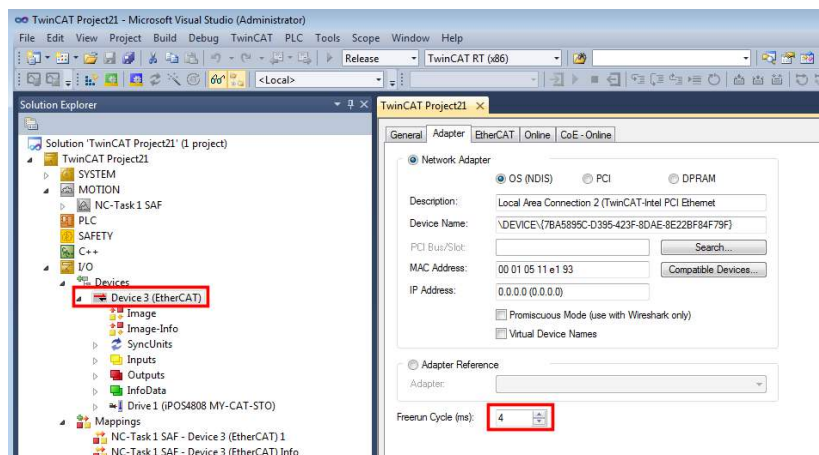 TwinCAT Project21 - Microsoft Visual Studio (Administrator)
File Edit View Project Build Debug TwinCAT PLC Tools Scope Window Help
Release TwinCAT RT (x86)
<Local>
Solution Explorer
TwinCAT Project21
Solution 'TwinCAT Project21' (1 project)
TwinCAT Project21
SYSTEM
MOTION
NC-Task 1 SAF
PLC
SAFETY
C++
I/O
Devices
Device 3 (EtherCAT)
Image
Image-Info
SyncUnits
Inputs
Outputs
InfoData
Drive 1 (iPOS4808 MY-CAT-STO)
Mappings
NC-Task 1 SAF - Device 3 (EtherCAT) 1
NC-Task 1 SAF - Device 3 (EtherCAT) Info
General Adapter EtherCAT Online CoE - Online
Network Adapter
OS (NDIS) PCI DPRAM
Description: Local Area Connection 2 (TwinCAT-Intel PCI Ethernet
Device Name: \DEVICE\{7BA5895C-D395-423F-8DAE-8E22BF84F79F}
PCI Bus/Slot: Search...
MAC Address: 00 01 05 11 e1 93 Compatible Devices...
IP Address: 0.0.0.0 (0.0.0.0)
Promiscuous Mode (use with Wireshark only)
Virtual Device Names
Adapter Reference
Adapter:
Freerun Cycle (ms): 4